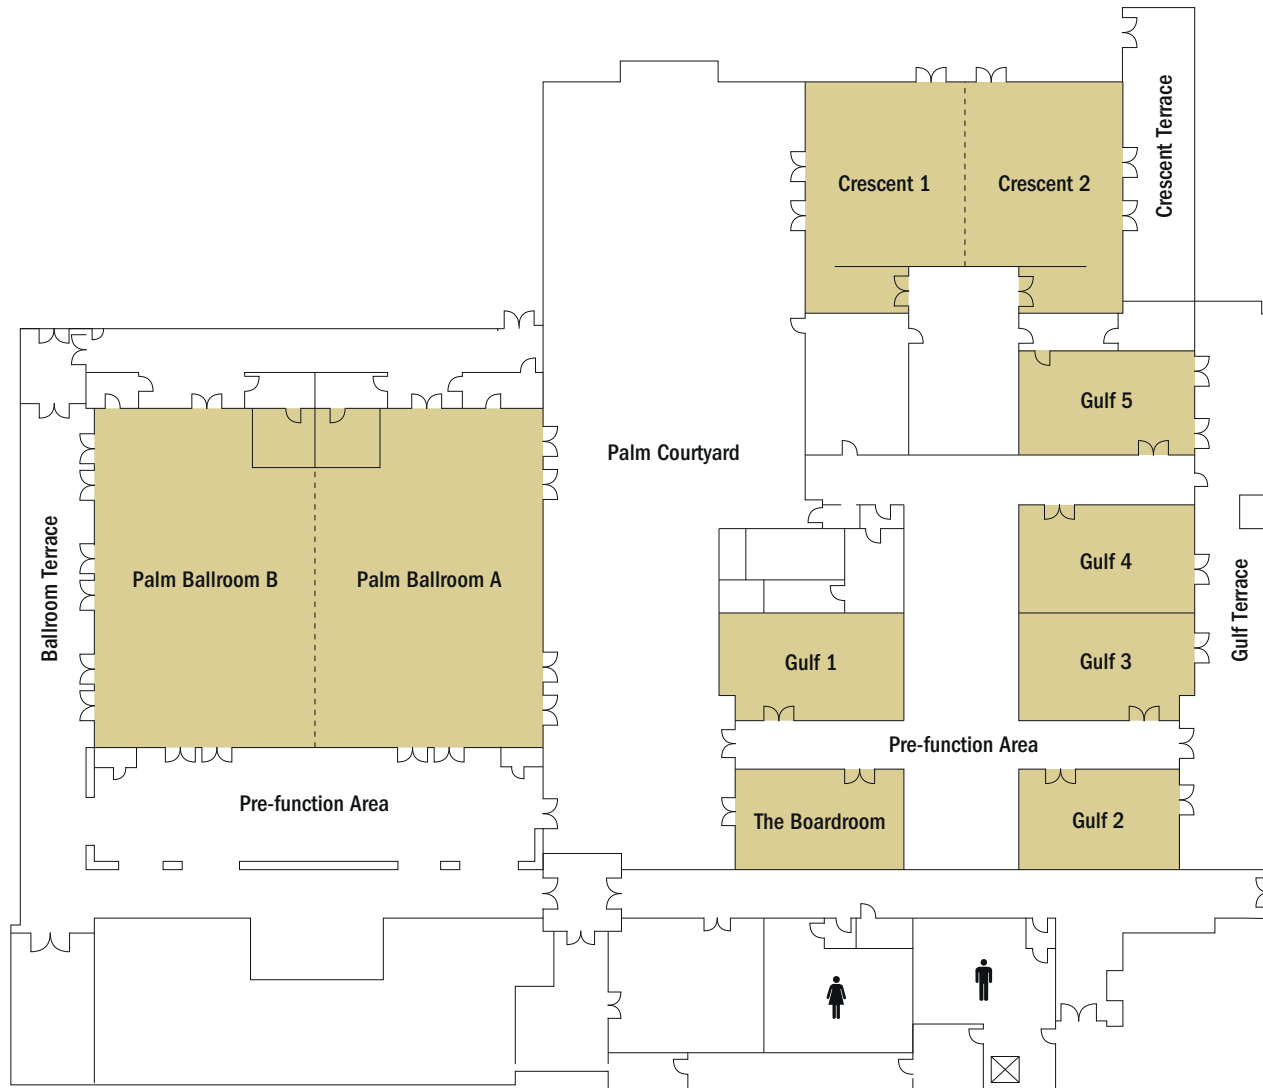 Crescent Terrace
Crescent 1
Crescent 2
Gulf 5
Palm Courtyard
Ballroom Terrace
Palm Ballroom B
Palm Ballroom A
Gulf 4
Gulf Terrace
Gulf 1
Gulf 3
Pre-function Area
Pre-function Area
The Boardroom
Gulf 2